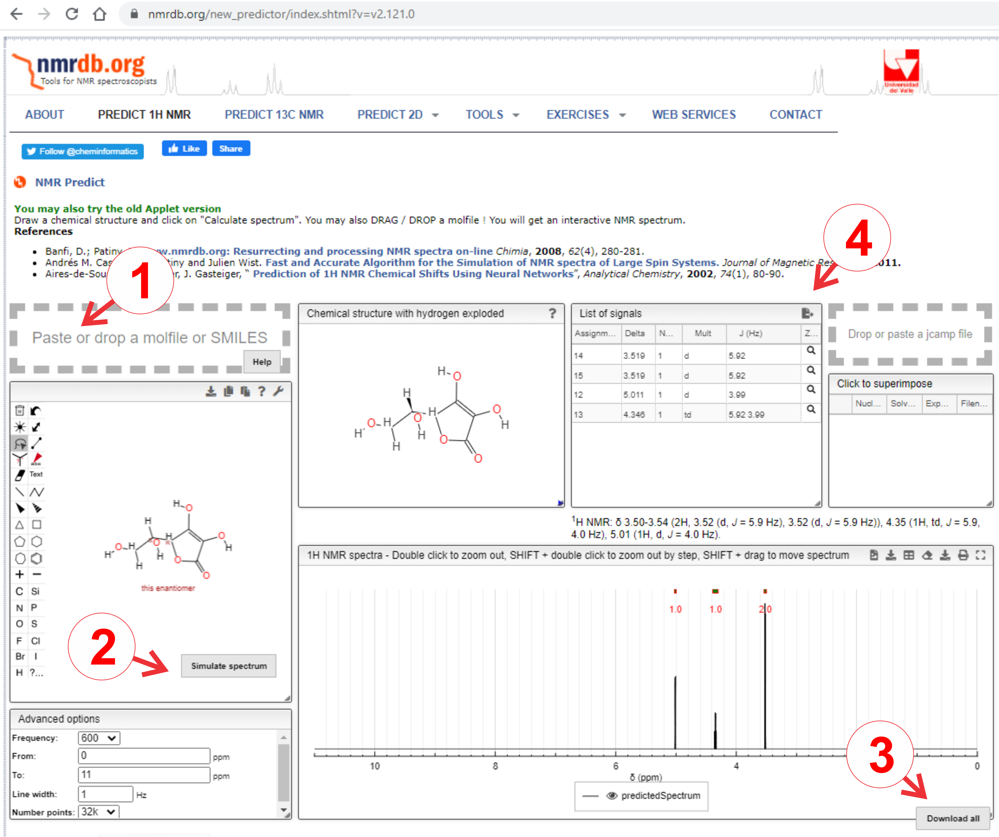 nmrdb.org/new_predictor/index.shtml?v=v2.121.0
nmrdb.org
Tools for NMR spectroscopists
Universidad
del Valle
ABOUT PREDICT 1H NMR PREDICT 13C NMR PREDICT 2D TOOLS EXERCISES WEB SERVICES CONTACT
Follow @cheminformatics Like Share
NMR Predict
You may also try the old Applet version
Draw a chemical structure and click on "Calculate spectrum". You may also DRAG / DROP a molfile ! You will get an interactive NMR spectrum.
References
• Banfi, D.; Patiny w.nmrdb.org: Resurrecting and processing NMR spectra on-line Chimia, 2008, 62(4), 280-281.
• Andrés M. Cas tiny and Julien Wist. Fast and Accurate Algorithm for the Simulation of NMR spectra of Large Spin Systems. Journal of Magnetic Res 011.
• Aires-de-Sou r, J. Gasteiger, " Prediction of 1H NMR Chemical Shifts Using Neural Networks", Analytical Chemistry, 2002, 74(1), 80-90.
1
4
Paste or drop a molfile or SMILES
Help
Text
C Si
N P
O S
F Cl
Br I
H ?...
H O
H
H O H O
H O H R O H
H O
O
this enantiomer
2
Simulate spectrum
Advanced options
Frequency: 600
From: 0 ppm
To: 11 ppm
Line width: 1 Hz
Number points: 32k
Chemical structure with hydrogen exploded ?
H O
H
H O
O H O H
H H O
H O
List of signals
Assignm... Delta N... Mult J (Hz) Z...
14 3.519 1 d 5.92
15 3.519 1 d 5.92
12 5.011 1 d 3.99
13 4.346 1 td 5.92 3.99
Drop or paste a jcamp file
Click to superimpose
Nucl... Solv... Exp... Filen...
1H NMR: δ 3.50-3.54 (2H, 3.52 (d, J = 5.9 Hz), 3.52 (d, J = 5.9 Hz)), 4.35 (1H, td, J = 5.9,
4.0 Hz), 5.01 (1H, d, J = 4.0 Hz).
1H NMR spectra - Double click to zoom out, SHIFT + double click to zoom out by step, SHIFT + drag to move spectrum
1.0 1.0 2.0
10 8 6 4 0
δ (ppm)
predictedSpectrum
3
Download all